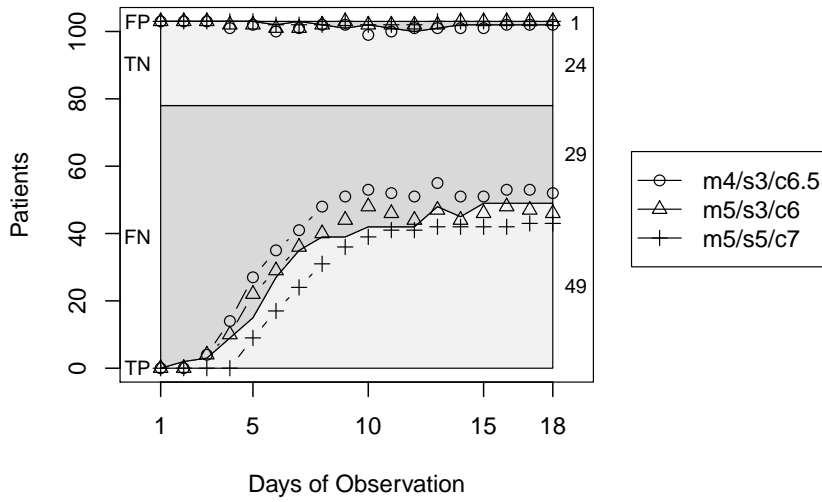 FP
TN
FN
TP
1
24
29
49
Patients
100
80
60
40
20
0
1 5 10 15 18
Days of Observation
m4/s3/c6.5
m5/s3/c6
m5/s5/c7